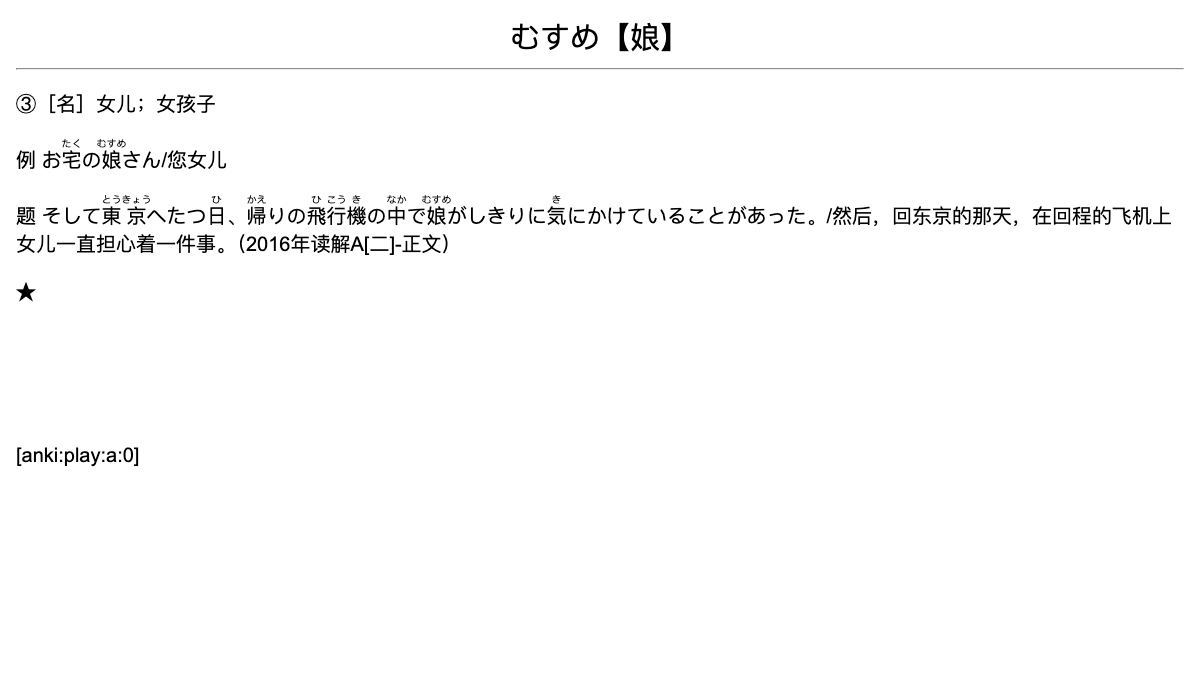 むすめ【娘】
③［名］女儿；女孩子
たく むすめ
例 お宅の娘さん/您女儿
とうきょう ひ かえ ひ こう き なか むすめ き
题 そして東京へたつ日、帰りの飛行機の中で娘がしきりに気にかけていることがあった。/然后，回东京的那天，在回程的飞机上
女儿一直担心着一件事。（2016年读解A[二]-正文）
★
[anki:play:a:0]